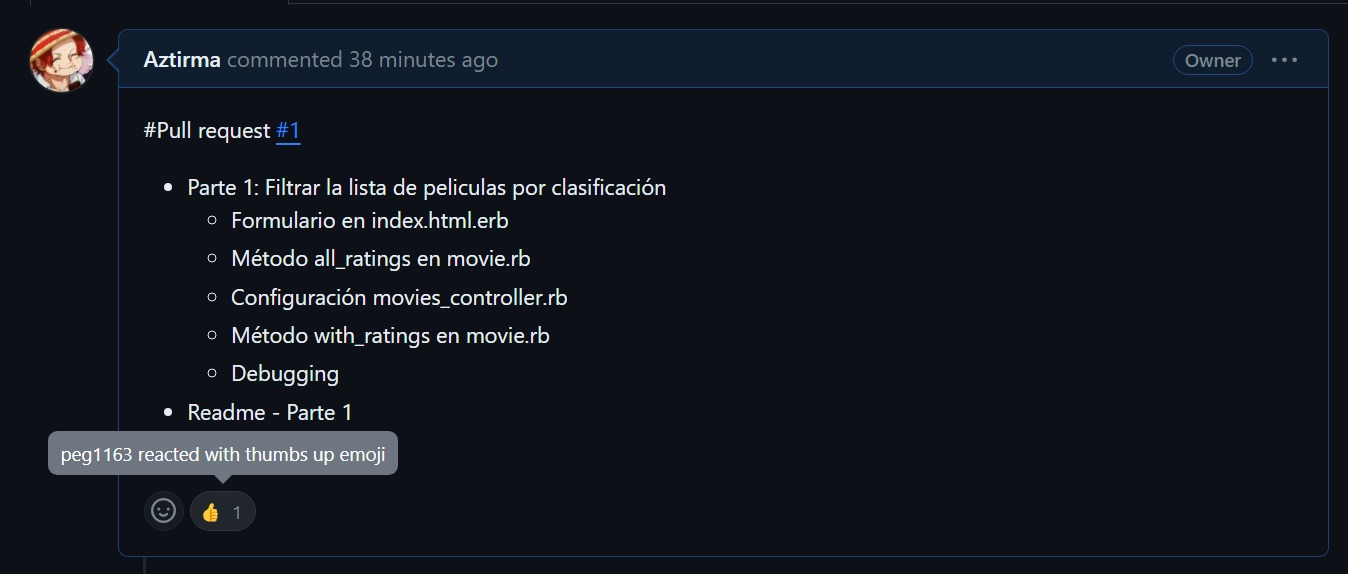 Aztirma commented 38 minutes ago
Owner
#Pull request #1
Parte 1: Filtrar la lista de peliculas por clasificación
Formulario en index.html.erb
Método all_ratings en movie.rb
Configuración movies_controller.rb
Método with_ratings en movie.rb
Debugging
Readme - Parte 1
peg1163 reacted with thumbs up emoji
1